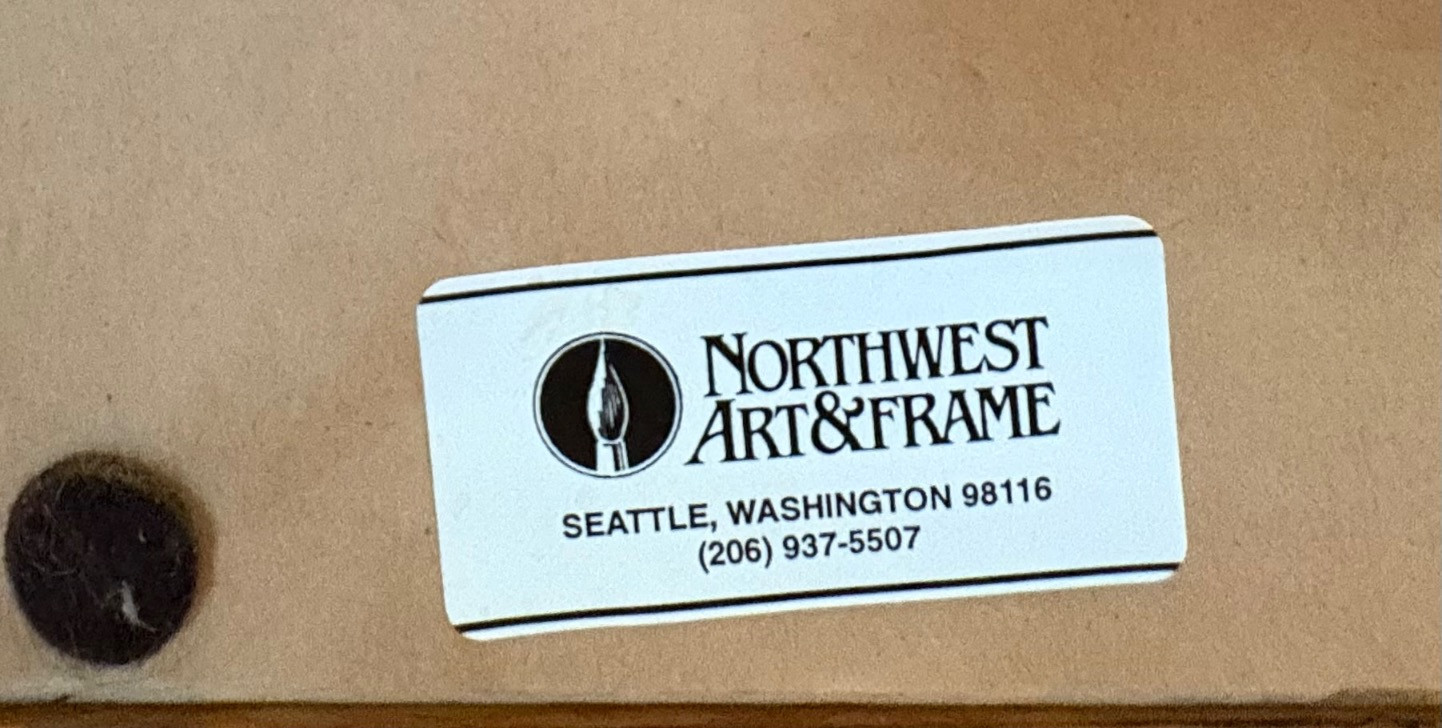 NORTHWEST
ART&FRAME
SEATTLE, WASHINGTON 98116
(206) 937-5507